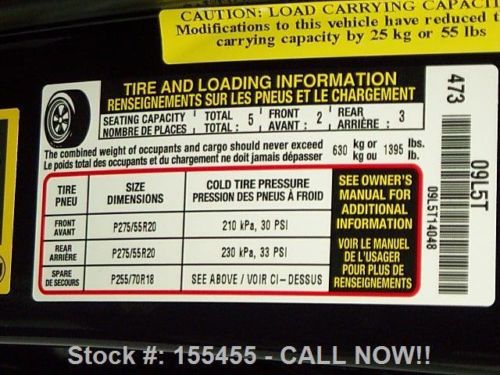 CAUTION: LOAD CARRYING CAPACIT
Modifications to this vehicle have reduced
carrying capacity by 25 kg or 55 lbs
TIRE AND LOADING INFORMATION
RENSEIGNEMENTS SUR LES PNEUS ET LE CHARGEMENT
SEATING CAPACITY TOTAL : 5 FRONT : 2 REAR : 3
NOMBRE DE PLACES TOTAL : AVANT ARRIÈRE
The combined weight of occupants and cargo should never exceed 630 kg or 1395 lbs.
Le poids total des occupants et du chargement ne doit jamais dépasser kg ou lb.
TIRE PNEU
SIZE DIMENSIONS
COLD TIRE PRESSURE
PRESSION DES PNEUS À FROID
FRONT AVANT P275/55R20 210 kPa, 30 PSI
REAR ARRIÈRE P275/55R20 230 kPa, 33 PSI
SPARE DE SECOURS P255/70R18 SEE ABOVE / VOIR CI-DESSUS
SEE OWNER'S
MANUAL FOR
ADDITIONAL
INFORMATION
VOIR LE MANUEL
DE L'USAGER
POUR PLUS DE
RENSEIGNEMENTS
473
09L5T
09L5T14048
Stock #: 155455 - CALL NOW!!